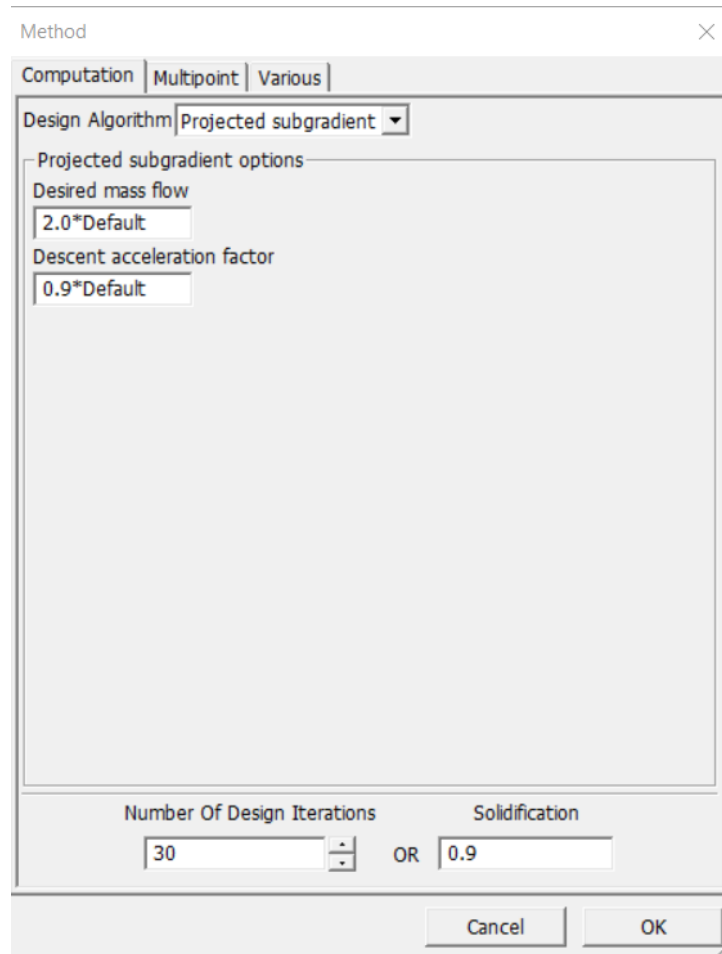 Method
Computation Multipoint Various
Design Algorithm Projected subgradient
Projected subgradient options
Desired mass flow
2.0*Default
Descent acceleration factor
0.9*Default
Number Of Design Iterations Solidification
30 OR 0.9
Cancel OK